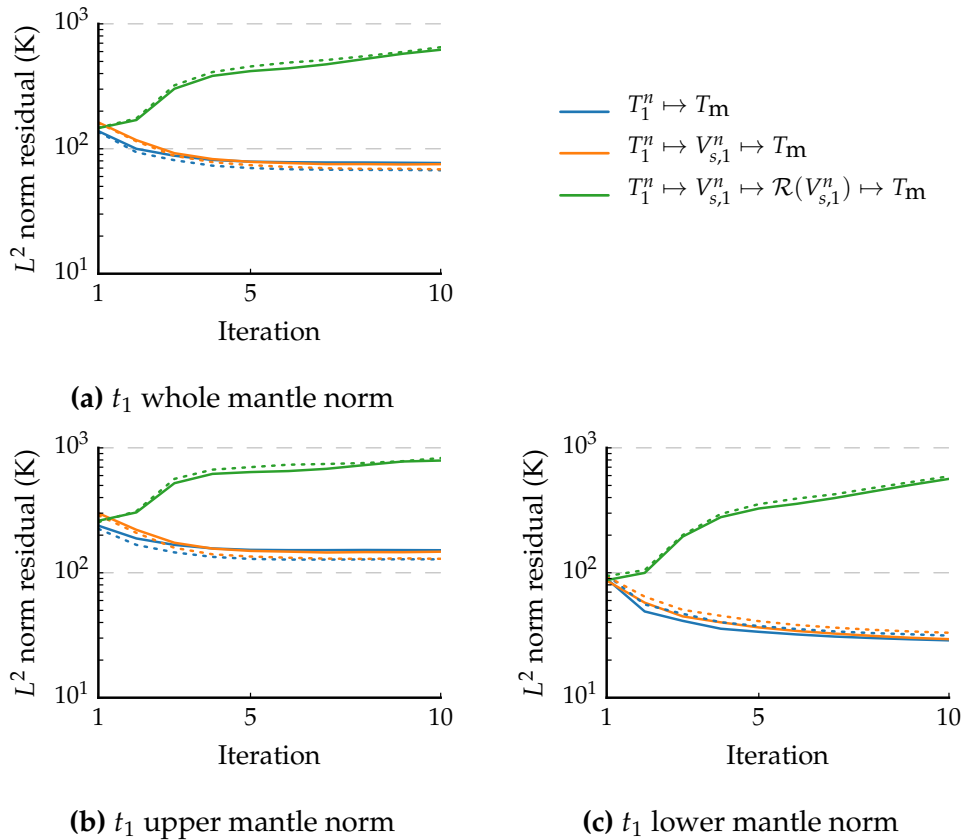 10³
10²
10¹
L² norm residual (K)
1
5
10
Iteration
(a) t₁ whole mantle norm
T₁ⁿ ↦ Tₘ
T₁ⁿ ↦ Vₛ,₁ⁿ ↦ Tₘ
T₁ⁿ ↦ Vₛ,₁ⁿ ↦ ℛ(Vₛ,₁ⁿ) ↦ Tₘ
10³
10²
10¹
L² norm residual (K)
1
5
10
Iteration
(b) t₁ upper mantle norm
10³
10²
10¹
L² norm residual (K)
1
5
10
Iteration
(c) t₁ lower mantle norm